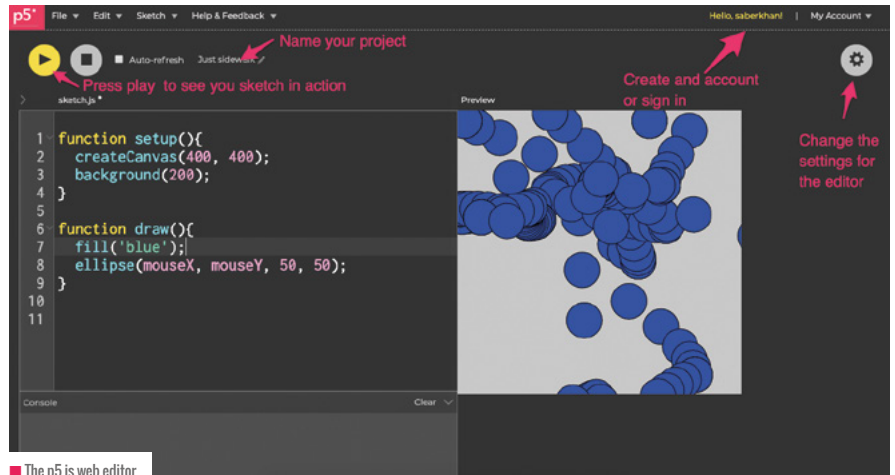 p5* File Edit Sketch Help & Feedback Hello, saberkhan! | My Account
Name your project
Auto-refresh Just
Press play to see you sketch in action
Create and account
or sign in
Change the
settings for
the editor
sketch.js
Preview
1 function setup(){
2 createCanvas(400, 400);
3 background(200);
4 }
5
6 function draw(){
7 fill('blue');
8 ellipse(mouseX, mouseY, 50, 50);
9 }
10
11
Console Clear
The p5 js web editor